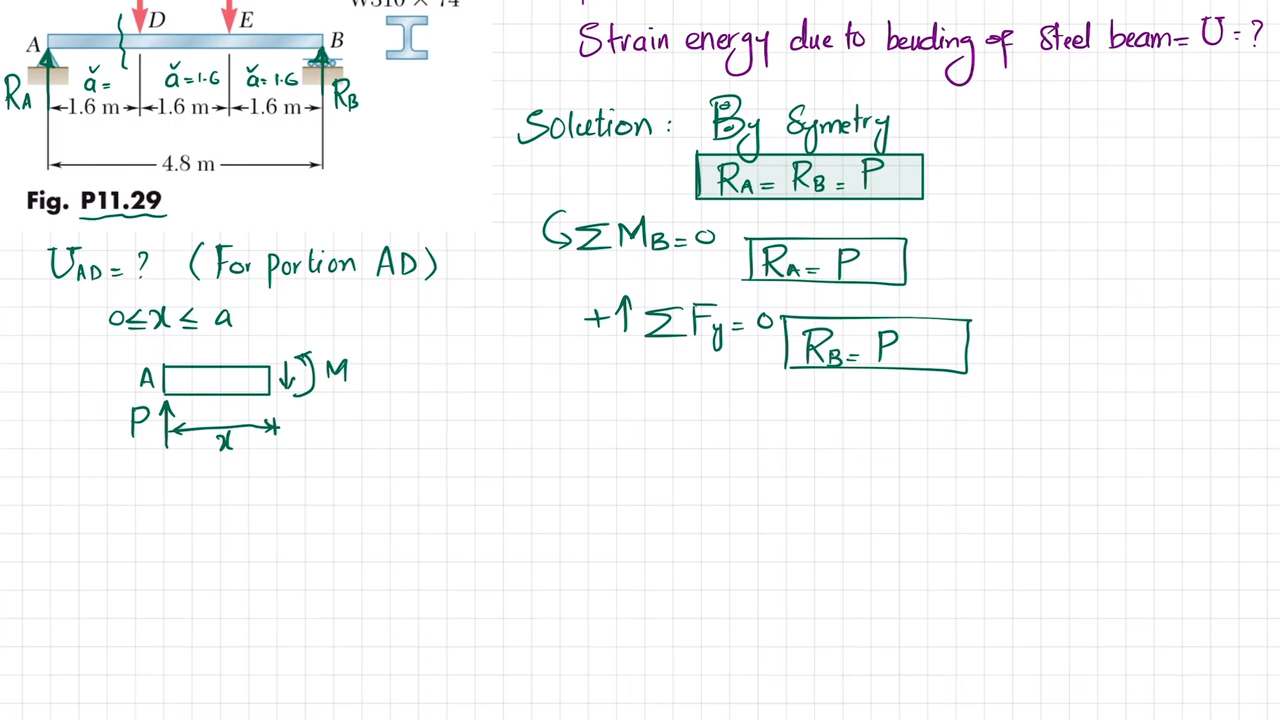 W310 × 74
D
E
A
B
ǎ =
ǎ = 1.6
ǎ = 1.6
RA
RB
1.6 m
1.6 m
1.6 m
4.8 m
Fig. P11.29
UAD = ? (For portion AD)
0 ≤ x ≤ a
A
M
P
x
Strain energy due to bending of Steel beam = U = ?
Solution : By Symetry
RA = RB = P
ΣMB = 0
RA = P
+↑ ΣFy = 0
RB = P